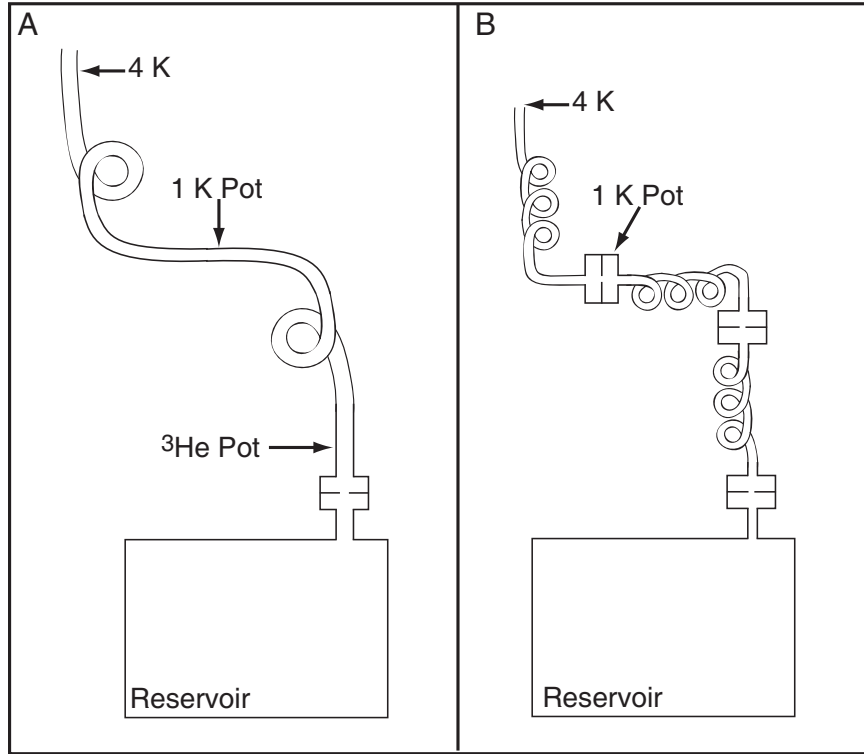 A
4 K
1 K Pot
³He Pot
Reservoir
B
4 K
1 K Pot
Reservoir